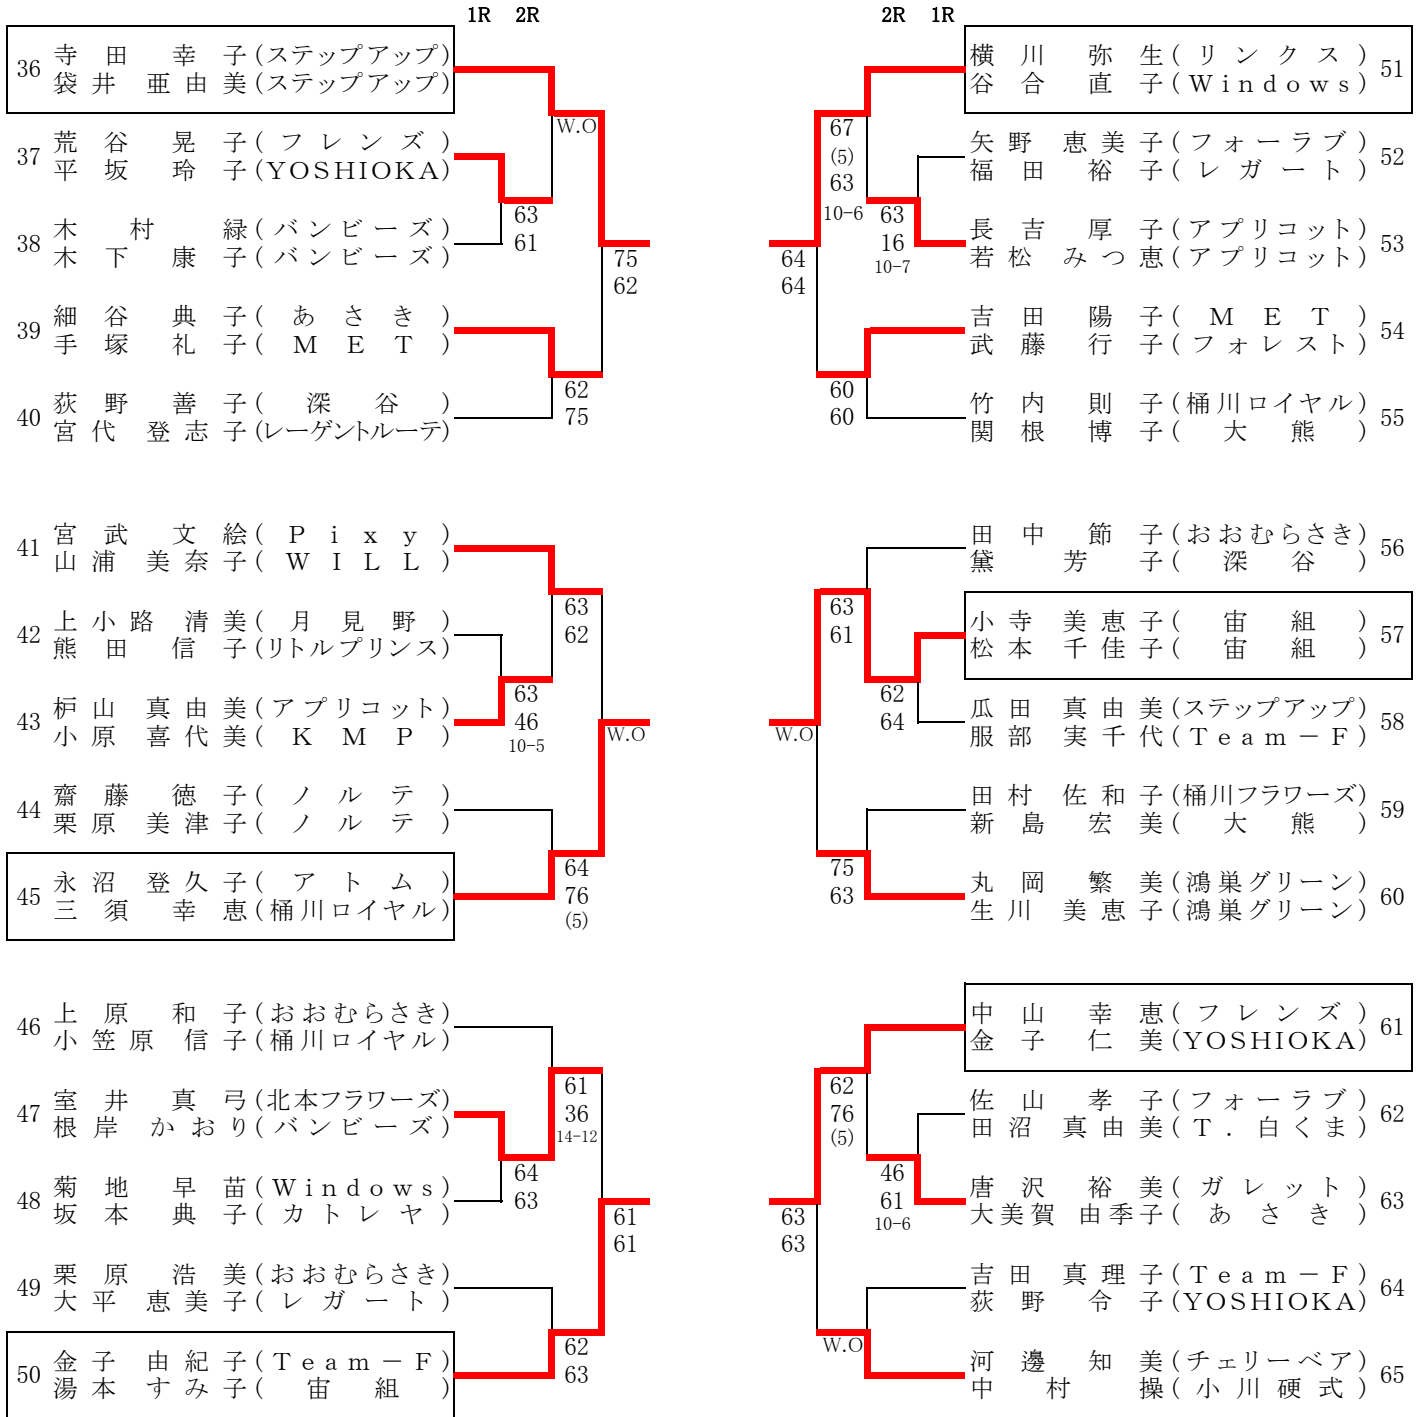 1R 2R
36 寺田 幸子(ステップアップ)
袋井 亜由美(ステップアップ)
W.O
37 荒谷 晃子(フレンズ)
平坂 玲子(YOSHIOKA)
63
61
38 木村 緑(バンビーズ)
木下 康子(バンビーズ)
75
62
39 細谷 典子(あさき)
手塚 礼子(MET)
62
75
40 荻野 善子(深谷)
宮代 登志子(レーゲントルーテ)
41 宮武 文絵(Pixy)
山浦 美奈子(WILL)
63
62
42 上小路 清美(月見野)
熊田 信子(リトルプリンス)
63
46
10-5
43 枦山 真由美(アプリコット)
小原 喜代美(KMP)
W.O
44 齋藤 徳子(ノルテ)
栗原 美津子(ノルテ)
64
76
(5)
45 永沼 登久子(アトム)
三須 幸恵(桶川ロイヤル)
46 上原 和子(おおむらさき)
小笠原 信子(桶川ロイヤル)
61
36
14-12
47 室井 真弓(北本フラワーズ)
根岸 かおり(バンビーズ)
64
63
48 菊地 早苗(Windows)
坂本 典子(カトレヤ)
61
61
49 栗原 浩美(おおむらさき)
大平 恵美子(レガート)
62
63
50 金子 由紀子(Team-F)
湯本 すみ子(宙組)
2R 1R
横川 弥生(リンクス) 51
谷合 直子(Windows)
67
(5)
63
10-6
矢野 恵美子(フォーラブ) 52
福田 裕子(レガート)
63
16
10-7
長吉 厚子(アプリコット) 53
若松 みつ恵(アプリコット)
64
64
吉田 陽子(MET) 54
武藤 行子(フォレスト)
60
60
竹内 則子(桶川ロイヤル) 55
関根 博子(大熊)
田中 節子(おおむらさき) 56
黛 芳子(深谷)
63
61
小寺 美恵子(宙組) 57
松本 千佳子(宙組)
62
64
瓜田 真由美(ステップアップ) 58
服部 実千代(Team-F)
W.O
田村 佐和子(桶川フラワーズ) 59
新島 宏美(大熊)
75
63
丸岡 繁美(鴻巣グリーン) 60
生川 美恵子(鴻巣グリーン)
中山 幸恵(フレンズ) 61
金子 仁美(YOSHIOKA)
62
76
(5)
佐山 孝子(フォーラブ) 62
田沼 真由美(T.白くま)
46
61
10-6
唐沢 裕美(ガレット) 63
大美賀 由季子(あさき)
63
63
吉田 真理子(Team-F) 64
荻野 令子(YOSHIOKA)
W.O
河邊 知美(チェリーベア) 65
中村 操(小川硬式)